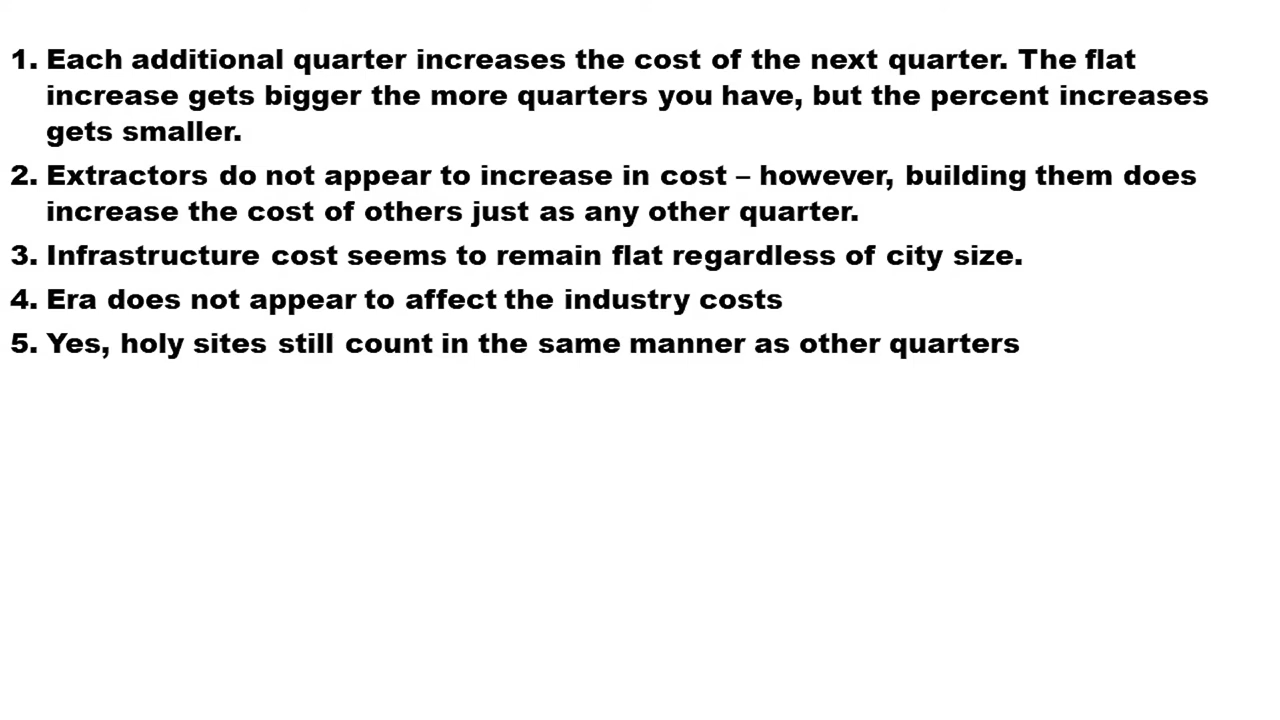 1. Each additional quarter increases the cost of the next quarter. The flat
increase gets bigger the more quarters you have, but the percent increases
gets smaller.
2. Extractors do not appear to increase in cost – however, building them does
increase the cost of others just as any other quarter.
3. Infrastructure cost seems to remain flat regardless of city size.
4. Era does not appear to affect the industry costs
5. Yes, holy sites still count in the same manner as other quarters